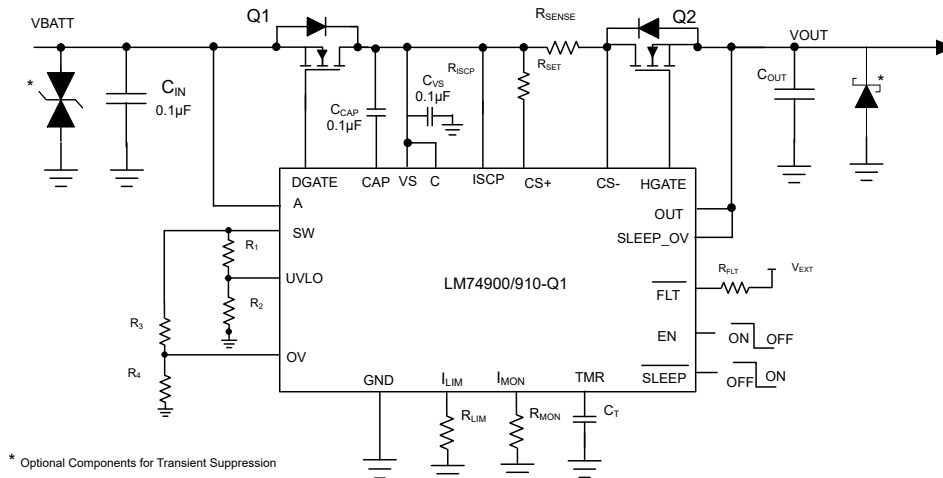 VBATT
Q1
RSENSE
Q2
VOUT
*
CIN
0.1µF
CCAP
0.1µF
CVS
0.1µF
RISCP
RSET
COUT
*
DGATE
CAP
VS
C
ISCP
CS+
CS-
HGATE
A
OUT
SW
SLEEP_OV
R1
UVLO
LM74900/910-Q1
RFLT
VEXT
FLT
R2
R3
EN
ON
OFF
OV
SLEEP
OFF
ON
R4
GND
ILIM
IMON
TMR
RLIM
RMON
CT
* Optional Components for Transient Suppression